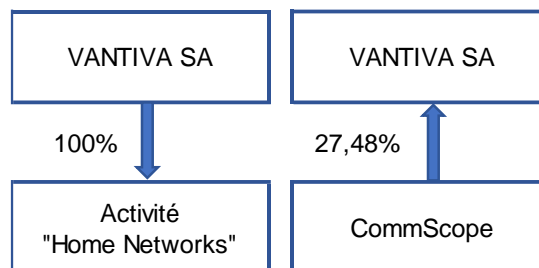 VANTIVA SA
VANTIVA SA
100%
27,48%
Activité
"Home Networks"
CommScope